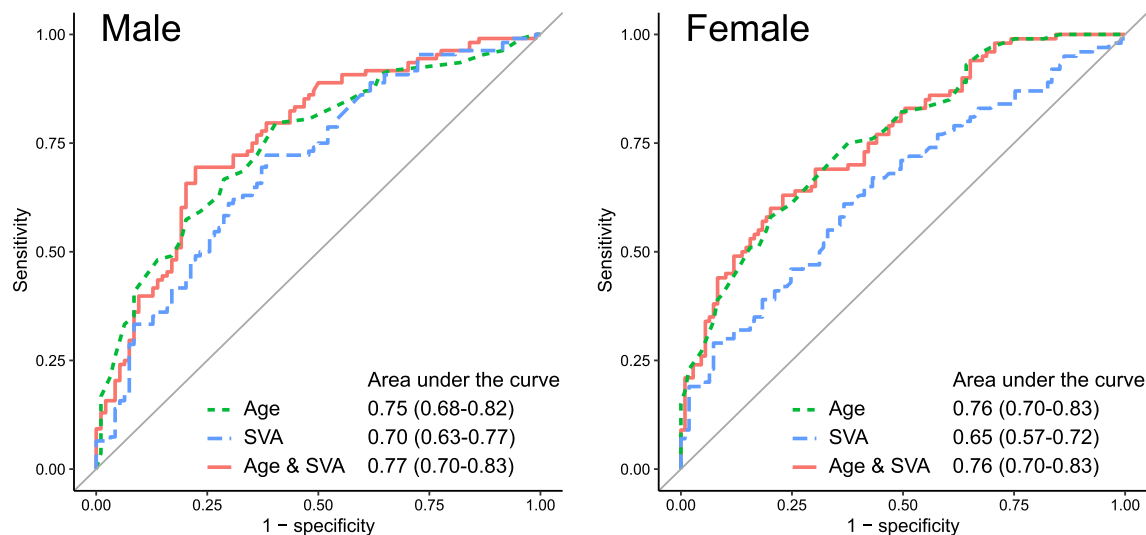 Male
1.00
0.75
0.50
0.25
0.00
Sensitivity
0.00 0.25 0.50 0.75 1.00
1 − specificity
Area under the curve
Age 0.75 (0.68-0.82)
SVA 0.70 (0.63-0.77)
Age & SVA 0.77 (0.70-0.83)
Female
1.00
0.75
0.50
0.25
0.00
Sensitivity
0.00 0.25 0.50 0.75 1.00
1 − specificity
Area under the curve
Age 0.76 (0.70-0.83)
SVA 0.65 (0.57-0.72)
Age & SVA 0.76 (0.70-0.83)